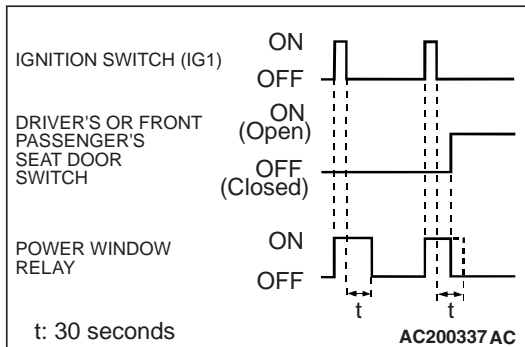 IGNITION SWITCH (IG1)
ON
OFF
DRIVER'S OR FRONT
PASSENGER'S
SEAT DOOR
SWITCH
ON
(Open)
OFF
(Closed)
POWER WINDOW
RELAY
ON
OFF
t
t
t: 30 seconds
AC200337 AC